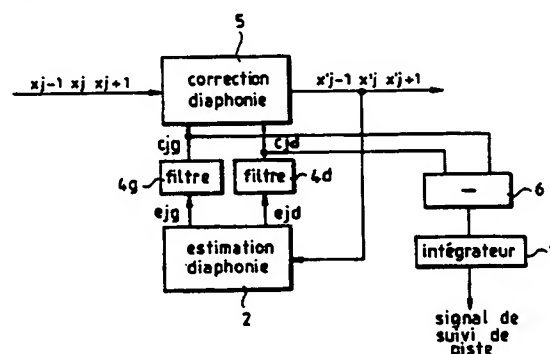 5
correction
diaphonie
xj-1 xj xj+1
x'j-1 x'j x'j+1
cjg
cjd
4g
filtre
filtre
4d
ejg
ejd
–
6
estimation
diaphonie
2
intégrateur
signal de
suivi de
piste